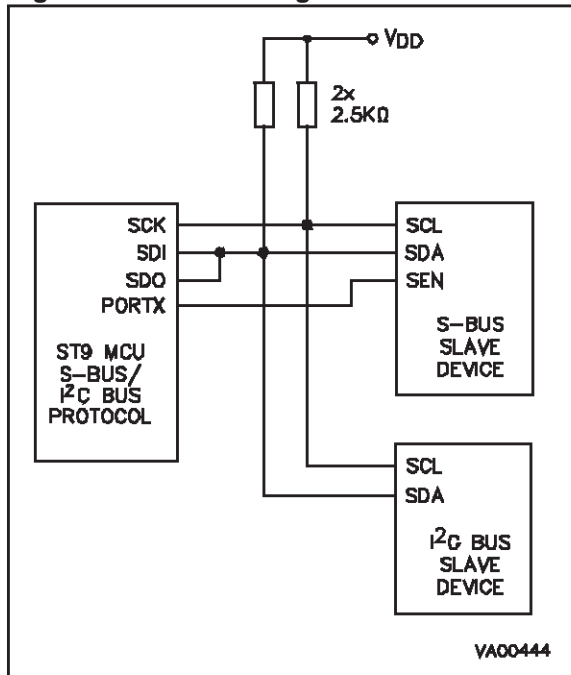 VDD
2x
2.5KΩ
SCK
SDI
SDO
PORTX
ST9 MCU
S-BUS/
I²C BUS
PROTOCOL
SCL
SDA
SEN
S-BUS
SLAVE
DEVICE
SCL
SDA
I²C BUS
SLAVE
DEVICE
VA00444